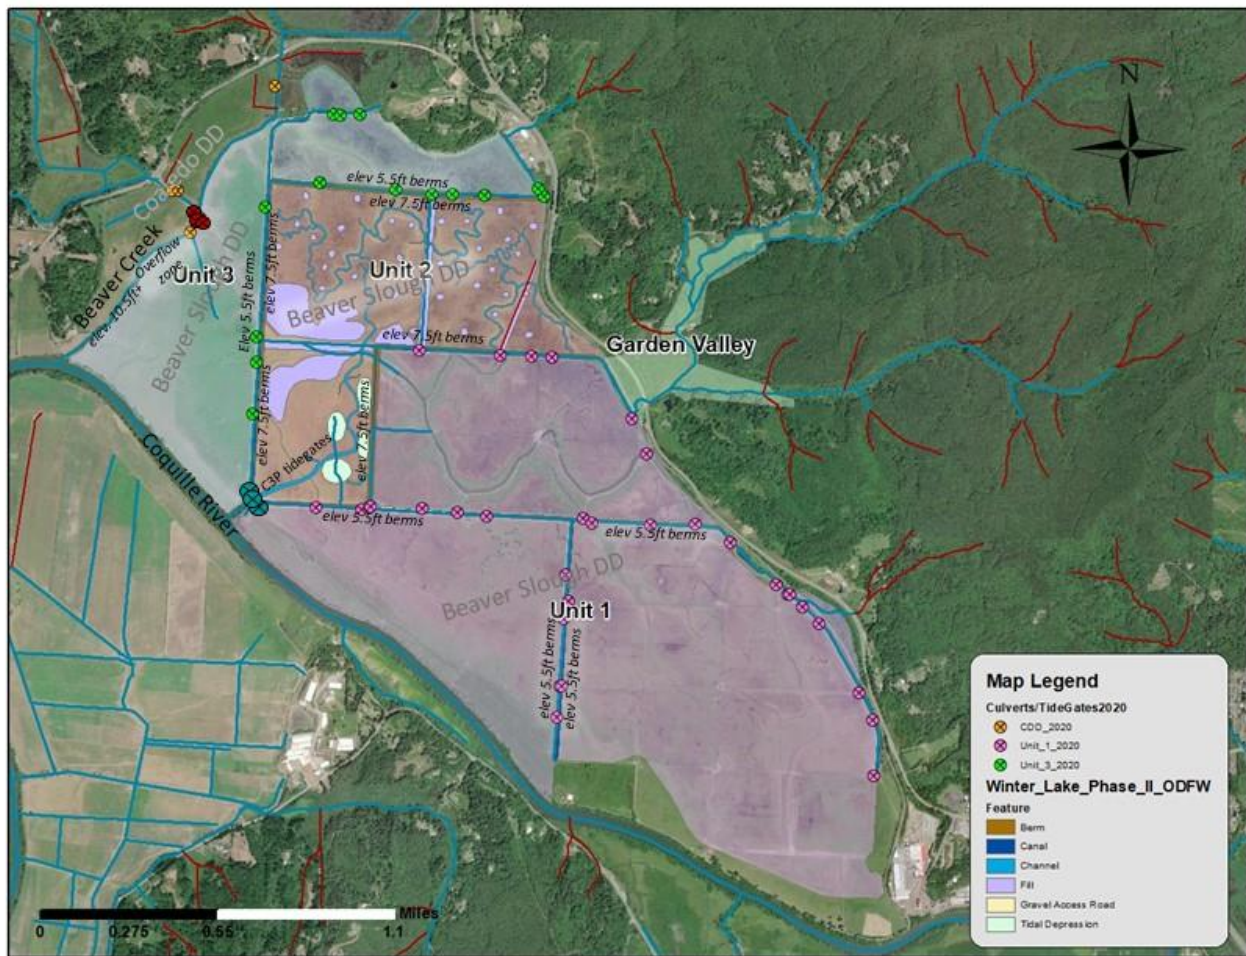 N
Coaledo DD
elev 5.5ft berms
elev 7.5ft berms
Beaver Creek
elev. 10.5ft+
Overflow
zone
Unit 3
Beaver Slough DD
Elev 5.5ft berms
elev 7.5ft berms
Unit 2
Beaver Slough DD
elev 7.5ft berms
Garden Valley
elev 7.5ft berms
elev 7.5ft berms
C3P tidegates
Coquille River
elev 5.5ft berms
elev 5.5ft berms
Beaver Slough DD
Unit 1
elev 5.5ft berms
elev 5.5ft berms
Map Legend
Culverts/TideGates2020
CDD_2020
Unit_1_2020
Unit_3_2020
Winter_Lake_Phase_II_ODFW
Feature
Berm
Canal
Channel
Fill
Gravel Access Road
Tidal Depression
Miles
0 0.275 0.55 1.1